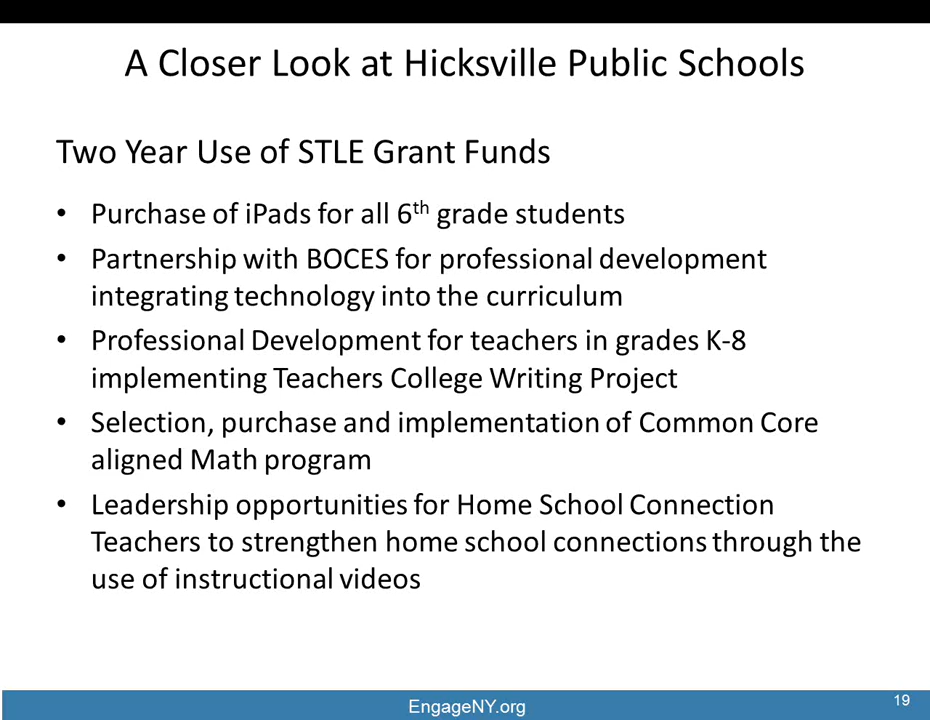 A Closer Look at Hicksville Public Schools
Two Year Use of STLE Grant Funds
• Purchase of iPads for all 6th grade students
• Partnership with BOCES for professional development
integrating technology into the curriculum
• Professional Development for teachers in grades K-8
implementing Teachers College Writing Project
• Selection, purchase and implementation of Common Core
aligned Math program
• Leadership opportunities for Home School Connection
Teachers to strengthen home school connections through the
use of instructional videos
EngageNY.org
19